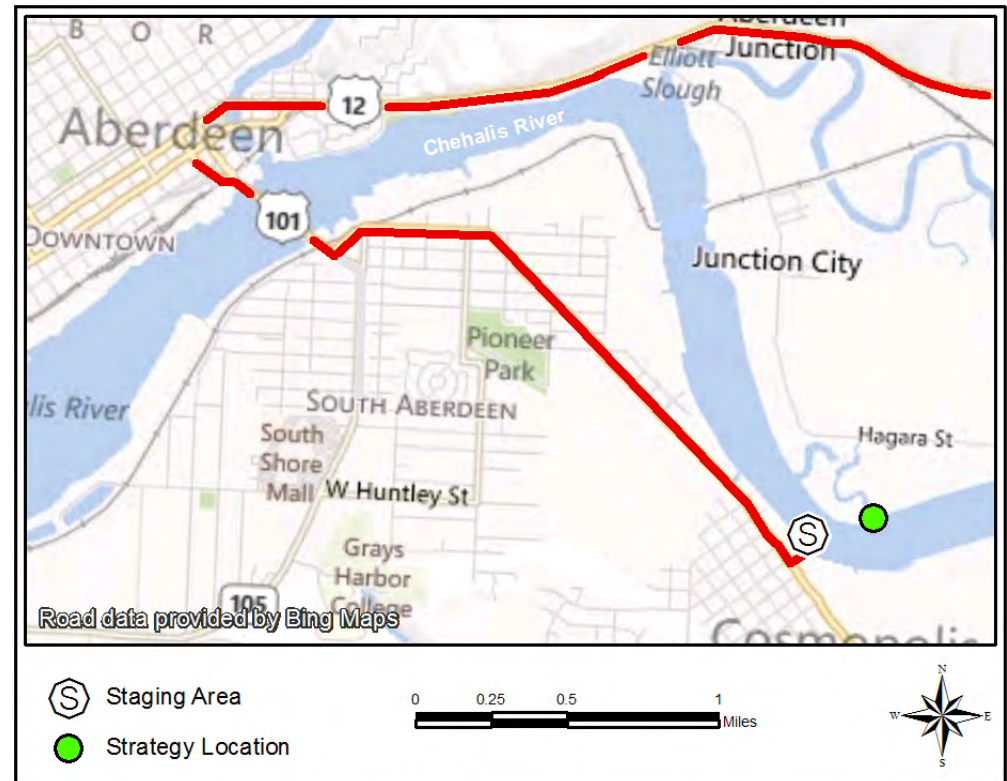 B O R
Aberdeen
Junction
Elliott
Slough
12
Aberdeen
Chehalis River
101
DOWNTOWN
Junction City
Pioneer
Park
lis River
SOUTH ABERDEEN
South
Shore
Mall
Hagara St
W Huntley St
S
Grays
Harbor
College
105
Road data provided by Bing Maps
Cosmopolis
S Staging Area
Strategy Location
0 0.25 0.5 1
Miles
N
W E
S